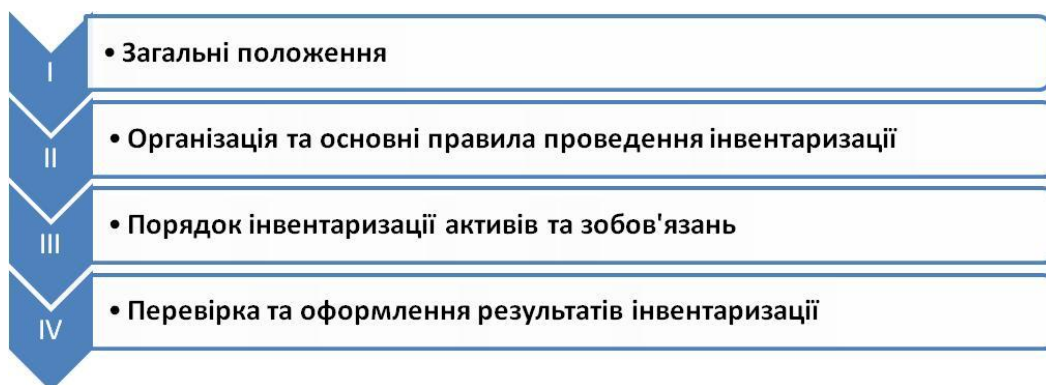 I
• Загальні положення
II
• Організація та основні правила проведення інвентаризації
III
• Порядок інвентаризації активів та зобов'язань
IV
• Перевірка та оформлення результатів інвентаризації